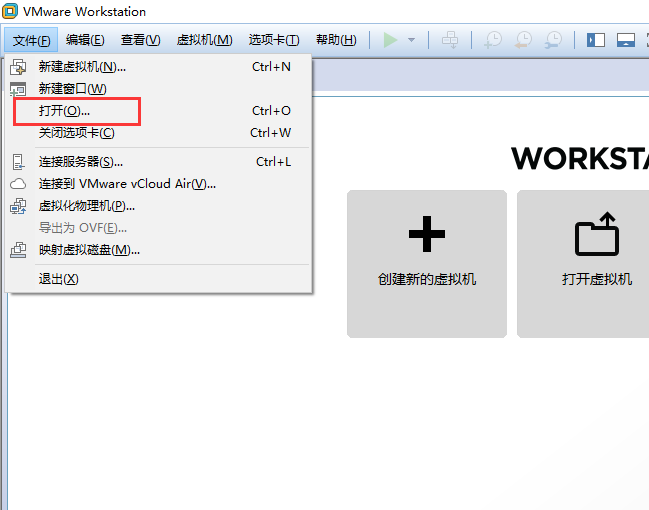 VMware Workstation
文件(F) 编辑(E) 查看(V) 虚拟机(M) 选项卡(T) 帮助(H)
新建虚拟机(N)... Ctrl+N
新建窗口(W)
打开(O)... Ctrl+O
关闭选项卡(C) Ctrl+W
连接服务器(S)... Ctrl+L
连接到 VMware vCloud Air(V)...
虚拟化物理机(P)...
导出为 OVF(E)...
映射虚拟磁盘(M)...
退出(X)
WORKSTA
创建新的虚拟机
打开虚拟机